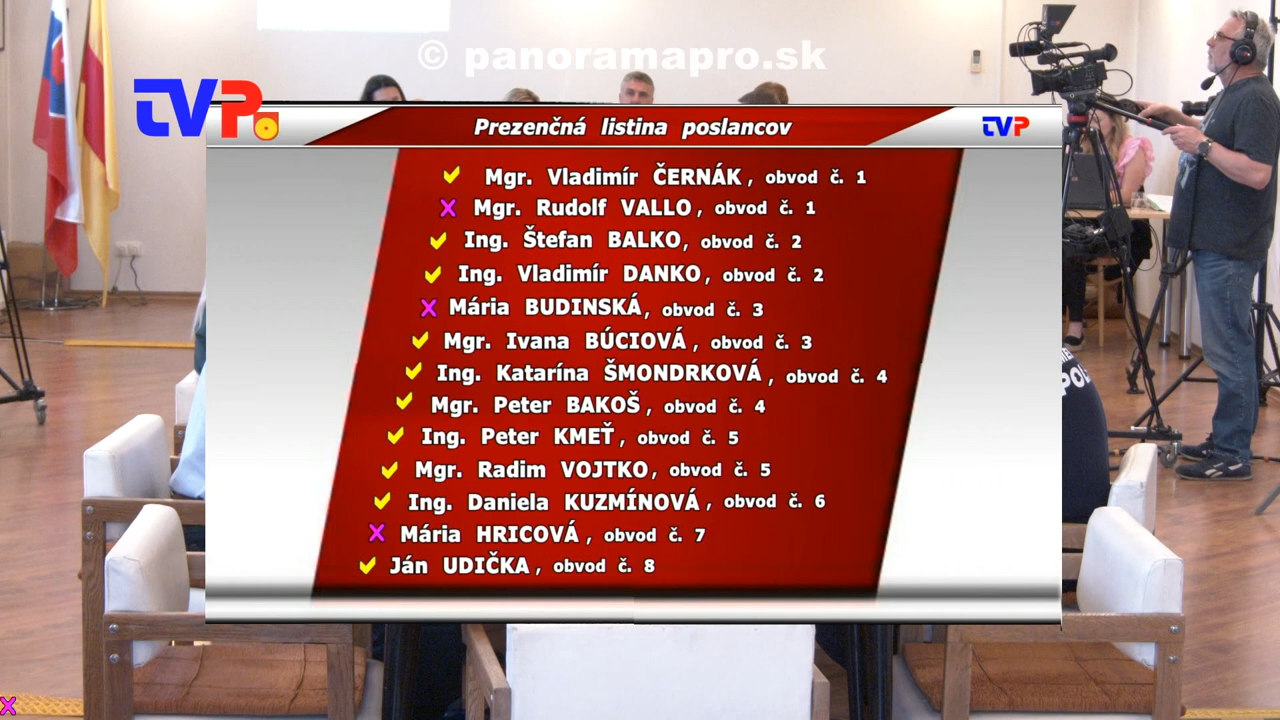 © panoramapro.sk
TVP
Prezenčná listina poslancov
TVP
Mgr. Vladimír ČERNÁK, obvod č. 1
Mgr. Rudolf VALLO, obvod č. 1
Ing. Štefan BALKO, obvod č. 2
Ing. Vladimír DANKO, obvod č. 2
Mária BUDINSKÁ, obvod č. 3
Mgr. Ivana BÚCIOVÁ, obvod č. 3
Ing. Katarína ŠMONDRKOVÁ, obvod č. 4
Mgr. Peter BAKOŠ, obvod č. 4
Ing. Peter KMEŤ, obvod č. 5
Mgr. Radim VOJTKO, obvod č. 5
Ing. Daniela KUZMÍNOVÁ, obvod č. 6
Mária HRICOVÁ, obvod č. 7
Ján UDIČKA, obvod č. 8